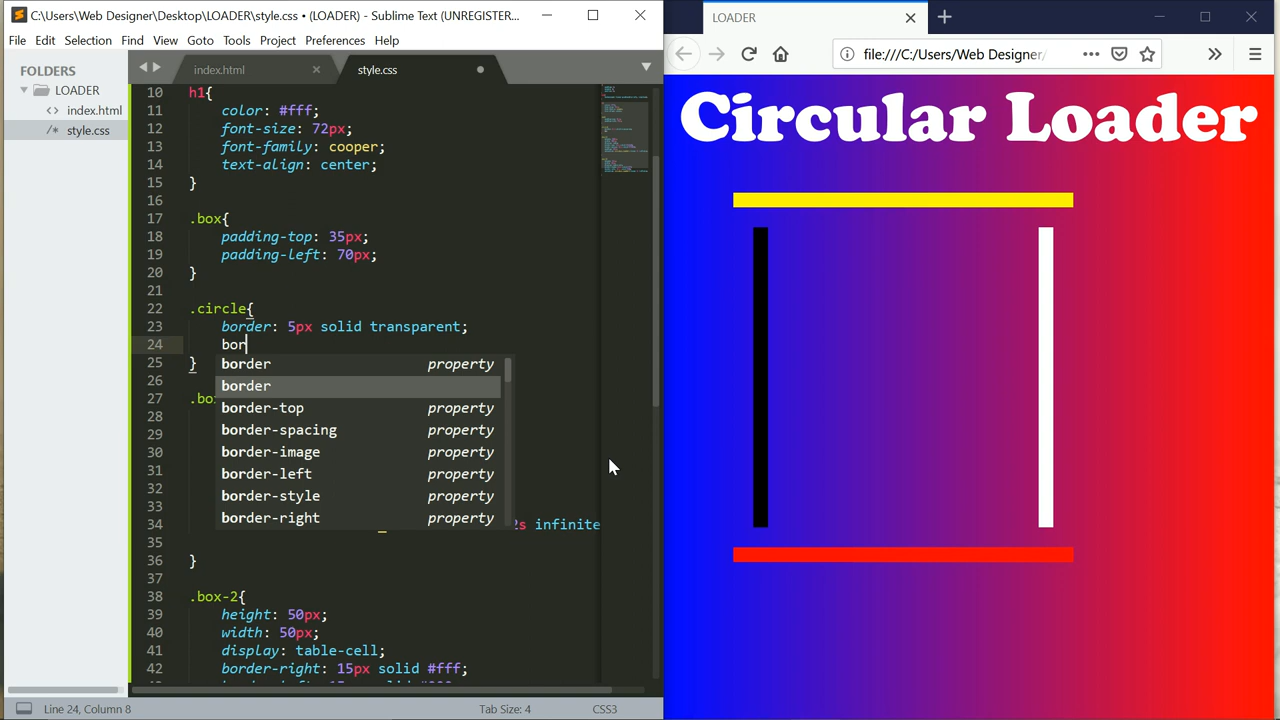 C:\Users\Web Designer\Desktop\LOADER\style.css • (LOADER) - Sublime Text (UNREGISTER...
File Edit Selection Find View Goto Tools Project Preferences Help
FOLDERS
LOADER
<> index.html
/* style.css
index.html
style.css
10 h1{
11 color: #fff;
12 font-size: 72px;
13 font-family: cooper;
14 text-align: center;
15 }
16
17 .box{
18 padding-top: 35px;
19 padding-left: 70px;
20 }
21
22 .circle{
23 border: 5px solid transparent;
24 bor
25 }
26
27 .bo
28
29
30
31
32
33
34 2s infinite
35
36 }
37
38 .box-2{
39 height: 50px;
40 width: 50px;
41 display: table-cell;
42 border-right: 15px solid #fff;
border property
border
border-top property
border-spacing property
border-image property
border-left property
border-style property
border-right property
Line 24, Column 8
Tab Size: 4
CSS3
LOADER
file:///C:/Users/Web Designer/
Circular Loader